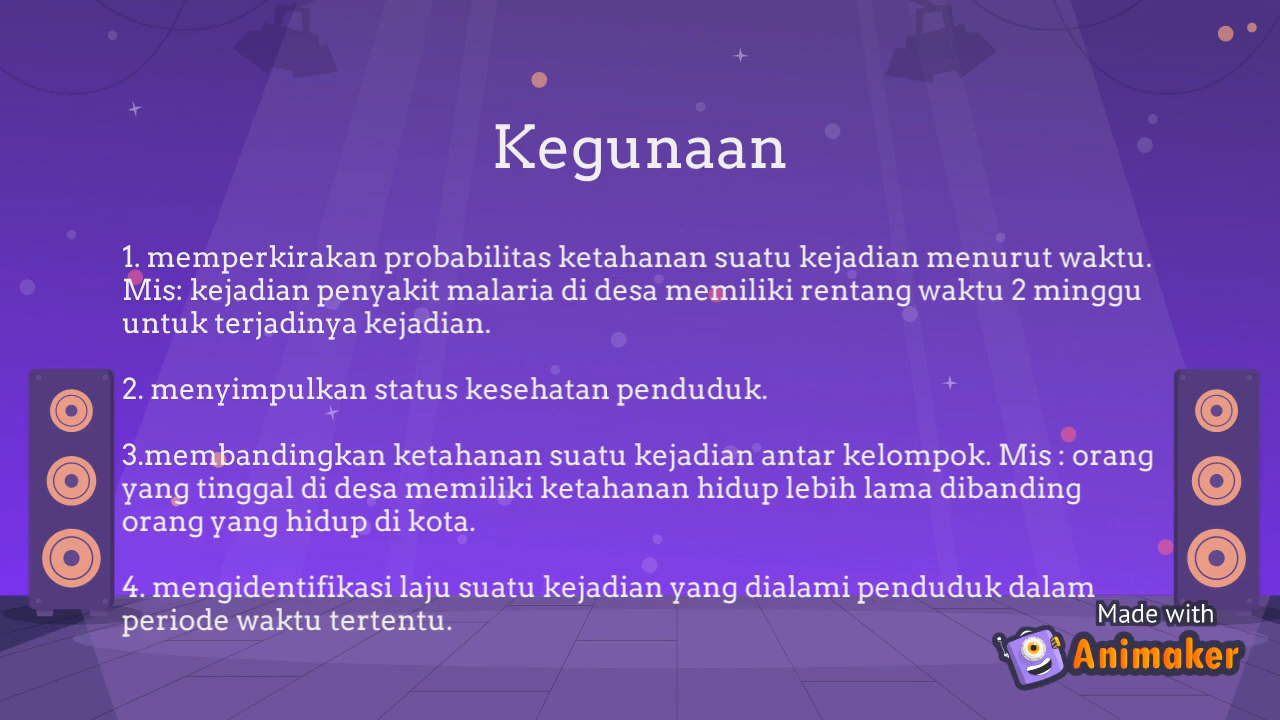 Kegunaan
1. memperkirakan probabilitas ketahanan suatu kejadian menurut waktu.
Mis: kejadian penyakit malaria di desa memiliki rentang waktu 2 minggu
untuk terjadinya kejadian.
2. menyimpulkan status kesehatan penduduk.
3.membandingkan ketahanan suatu kejadian antar kelompok. Mis : orang
yang tinggal di desa memiliki ketahanan hidup lebih lama dibanding
orang yang hidup di kota.
4. mengidentifikasi laju suatu kejadian yang dialami penduduk dalam
periode waktu tertentu.
Made with
Animaker